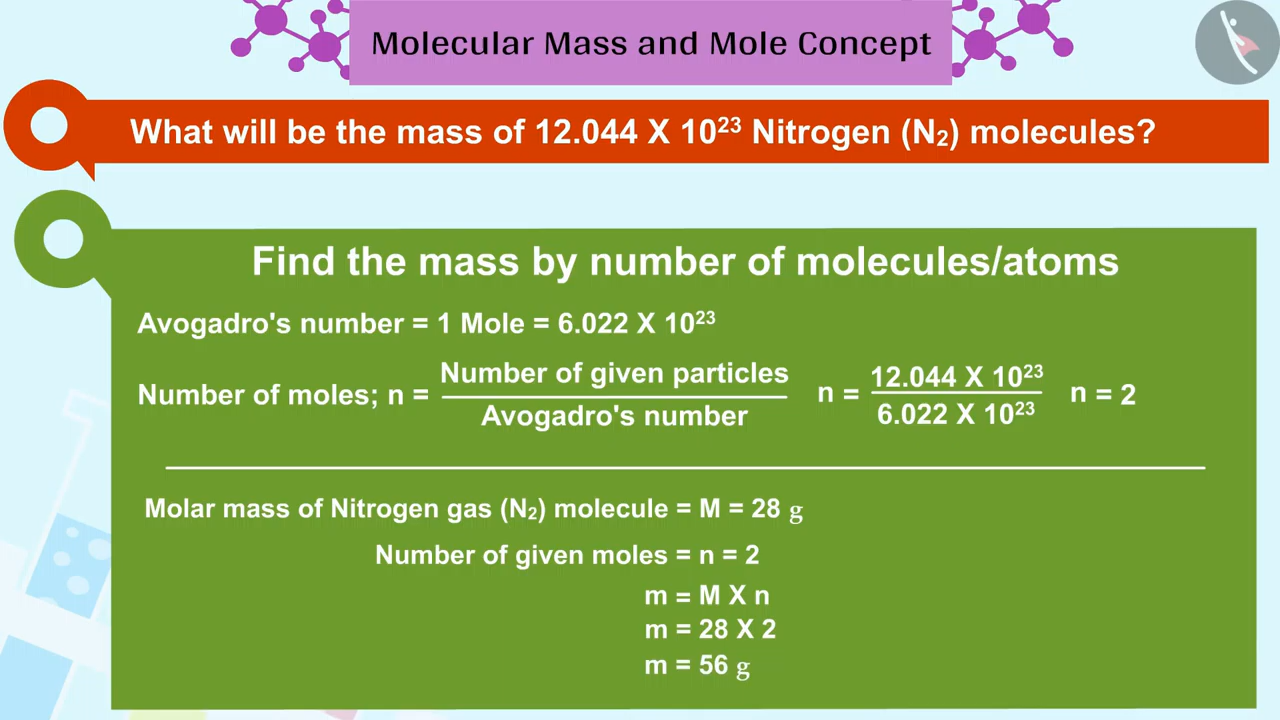 Molecular Mass and Mole Concept
What will be the mass of 12.044 X 10²³ Nitrogen (N₂) molecules?
Find the mass by number of molecules/atoms
Avogadro's number = 1 Mole = 6.022 X 10²³
Number of moles; n = Number of given particles / Avogadro's number n = 12.044 X 10²³ / 6.022 X 10²³ n = 2
Molar mass of Nitrogen gas (N₂) molecule = M = 28 g
Number of given moles = n = 2
m = M X n
m = 28 X 2
m = 56 g